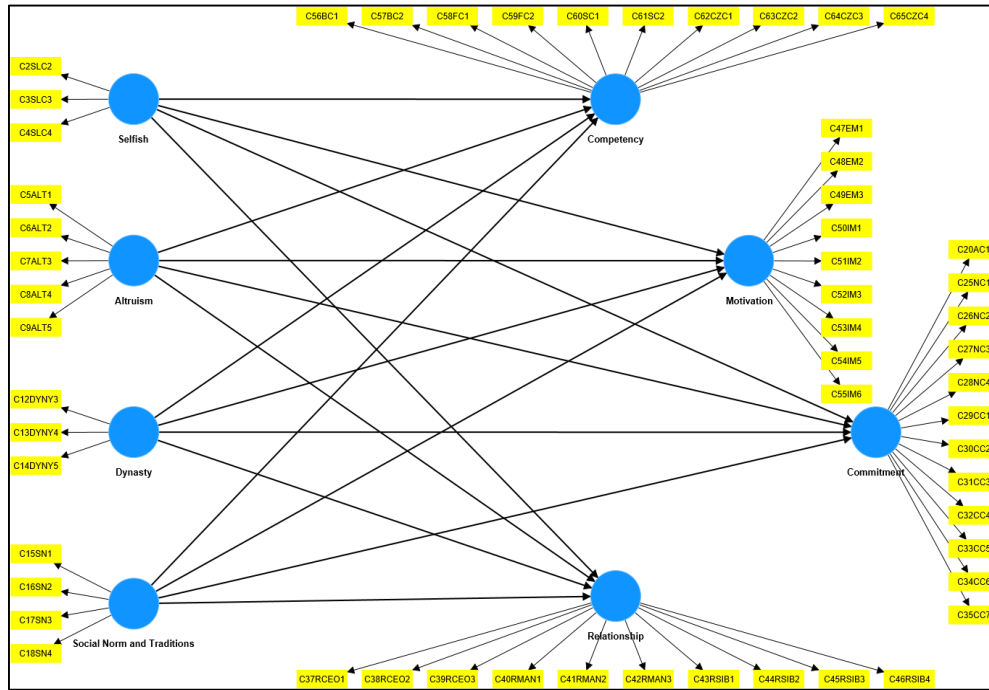 C56BC1
C57BC2
C58FC1
C59FC2
C60SC1
C61SC2
C62CZC1
C63CZC2
C64CZC3
C65CZC4
C2SLC2
C3SLC3
C4SLC4
Selfish
Competency
C47EM1
C48EM2
C49EM3
C50IM1
C51IM2
C52IM3
C53IM4
C54IM5
C55IM6
Motivation
C5ALT1
C6ALT2
C7ALT3
C8ALT4
C9ALT5
Altruism
C20AC1
C25NC1
C26NC2
C27NC3
C28NC4
C29CC1
C30CC2
C31CC3
C32CC4
C33CC5
C34CC6
C35CC7
Commitment
C12DYNY3
C13DYNY4
C14DYNY5
Dynasty
C15SN1
C16SN2
C17SN3
C18SN4
Social Norm and Traditions
Relationship
C37RCEO1
C38RCEO2
C39RCEO3
C40RMAN1
C41RMAN2
C42RMAN3
C43RSIB1
C44RSIB2
C45RSIB3
C46RSIB4